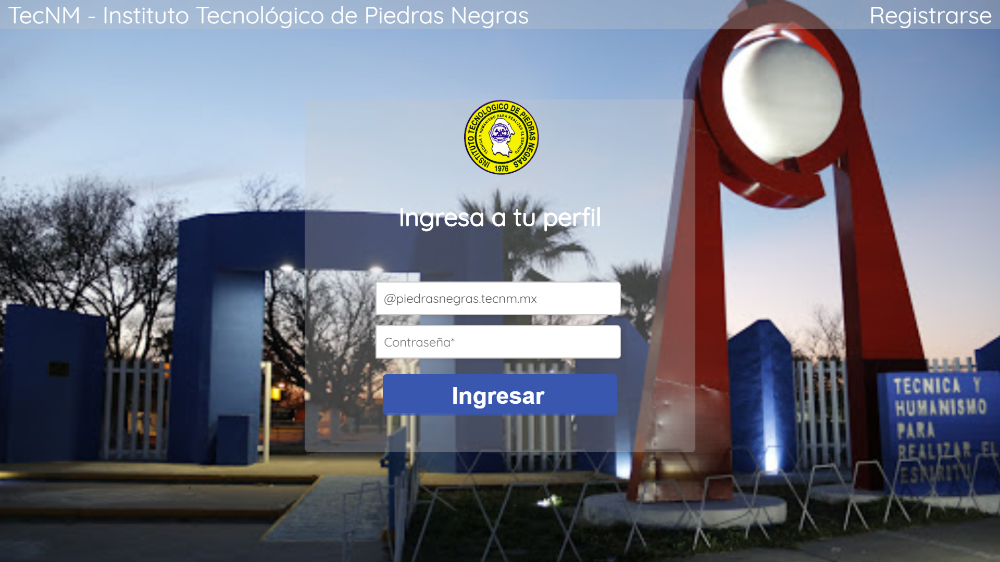 TecNM - Instituto Tecnológico de Piedras Negras
Registrarse
INSTITUTO TECNOLOGICO DE PIEDRAS NEGRAS
TECNICA Y HUMANISMO PARA REALIZAR EL ESPIRITU
1976
Ingresa a tu perfil
@piedrasnegras.tecnm.mx
Contraseña*
Ingresar
TECNICA Y
HUMANISMO
PARA
REALIZAR EL
ESPIRITU